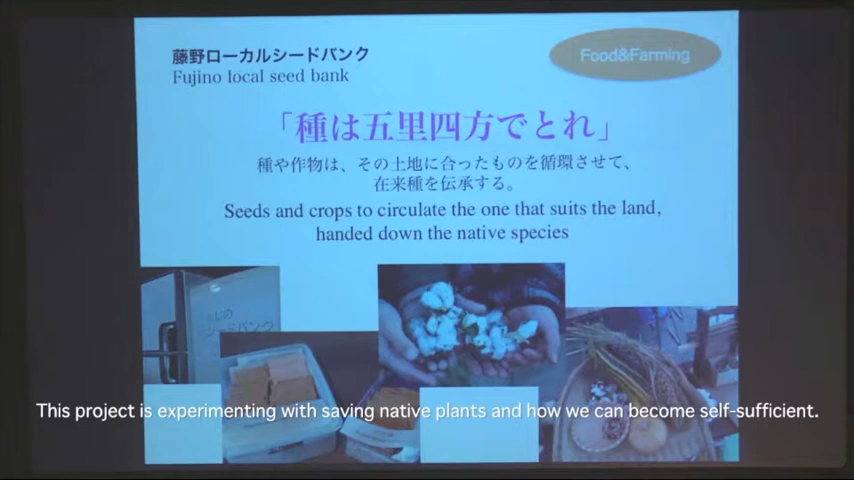 藤野ローカルシードバンク
Fujino local seed bank
Food&Farming
「種は五里四方でとれ」
種や作物は、その土地に合ったものを循環させて、
在来種を伝承する。
Seeds and crops to circulate the one that suits the land,
handed down the native species
シードバンク
This project is experimenting with saving native plants and how we can become self-sufficient.